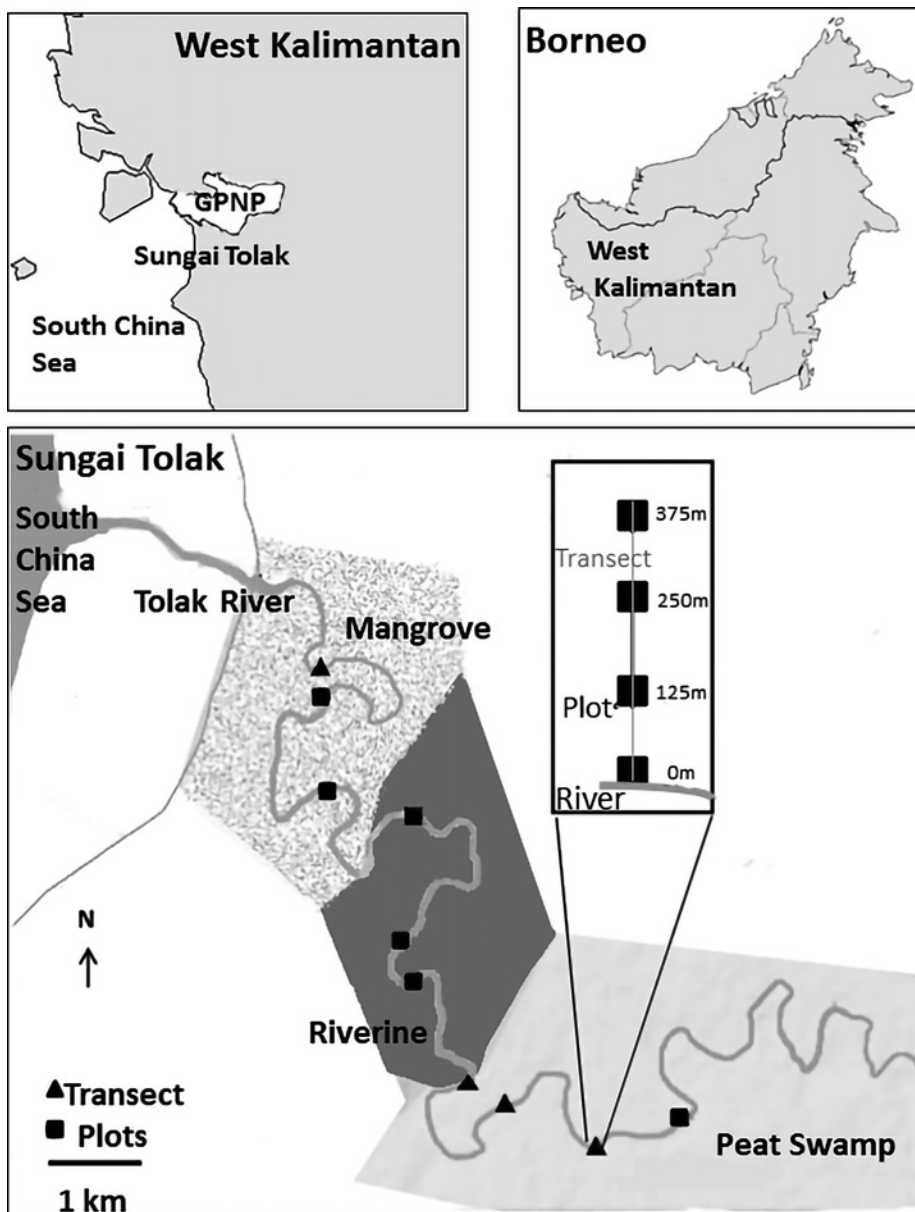 West Kalimantan
GPNP
Sungai Tolak
South China
Sea
Borneo
West
Kalimantan
Sungai Tolak
South
China
Sea
Tolak River
Mangrove
375m
Transect
250m
Plot
125m
0m
River
N
Riverine
Transect
Plots
1 km
Peat Swamp